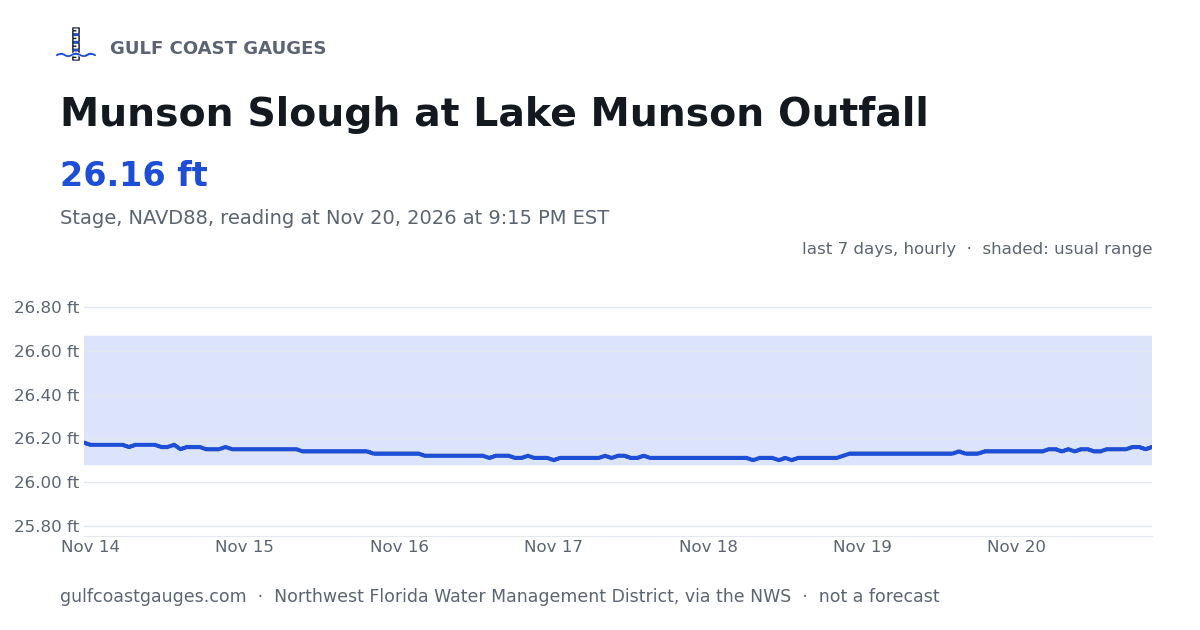 GULF COAST GAUGES
Munson Slough at Lake Munson Outfall
26.16 ft
Stage, NAVD88, reading at Nov 20, 2026 at 9:15 PM EST
last 7 days, hourly · shaded: usual range
26.80 ft
26.60 ft
26.40 ft
26.20 ft
26.00 ft
25.80 ft
Nov 14 Nov 15 Nov 16 Nov 17 Nov 18 Nov 19 Nov 20
gulfcoastgauges.com · Northwest Florida Water Management District, via the NWS · not a forecast